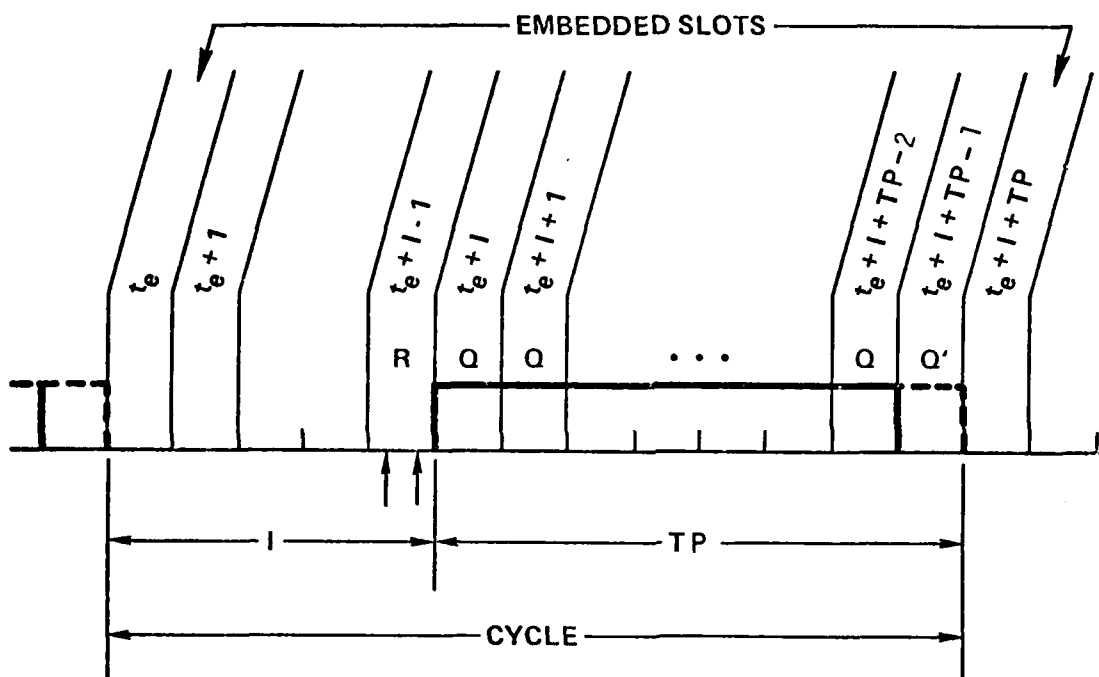 EMBEDDED SLOTS
t_e
t_e + 1
t_e + I - 1
t_e + I
t_e + I + 1
t_e + I + TP - 2
t_e + I + TP - 1
t_e + I + TP
R
Q
Q
. . .
Q
Q'
I
TP
CYCLE